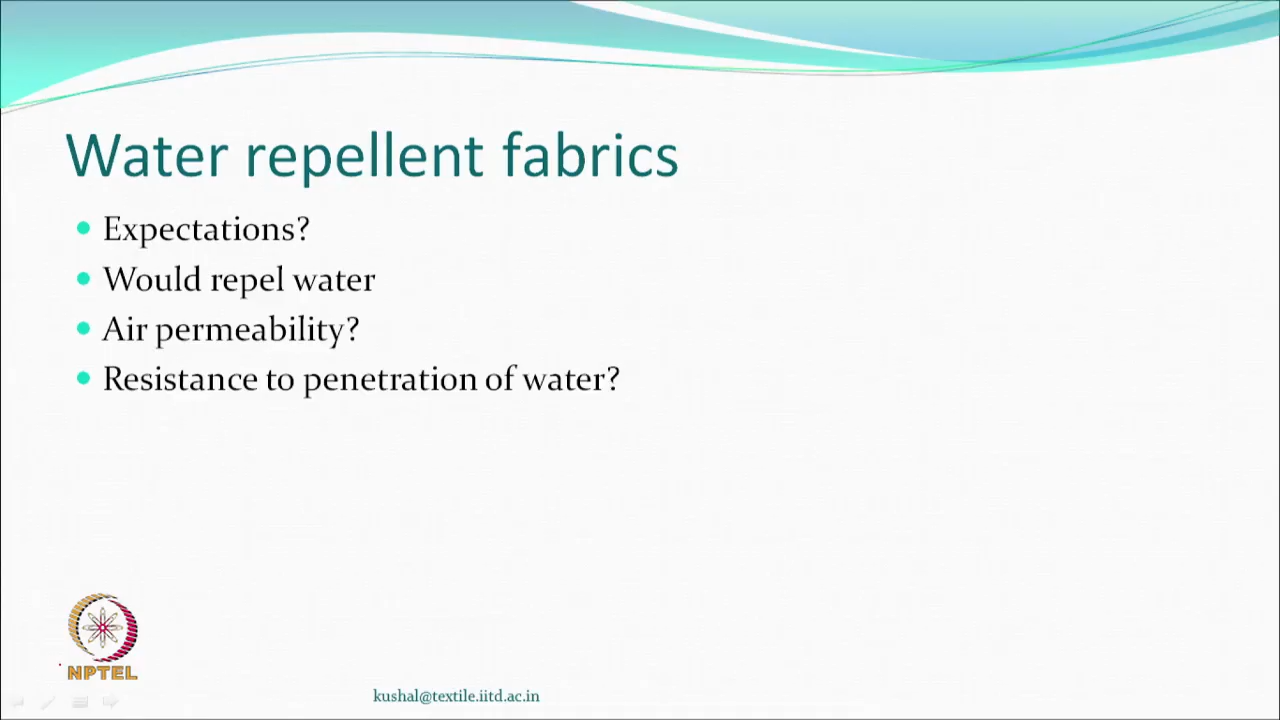 Water repellent fabrics
Expectations?
Would repel water
Air permeability?
Resistance to penetration of water?
NPTEL
kushal@textile.iitd.ac.in